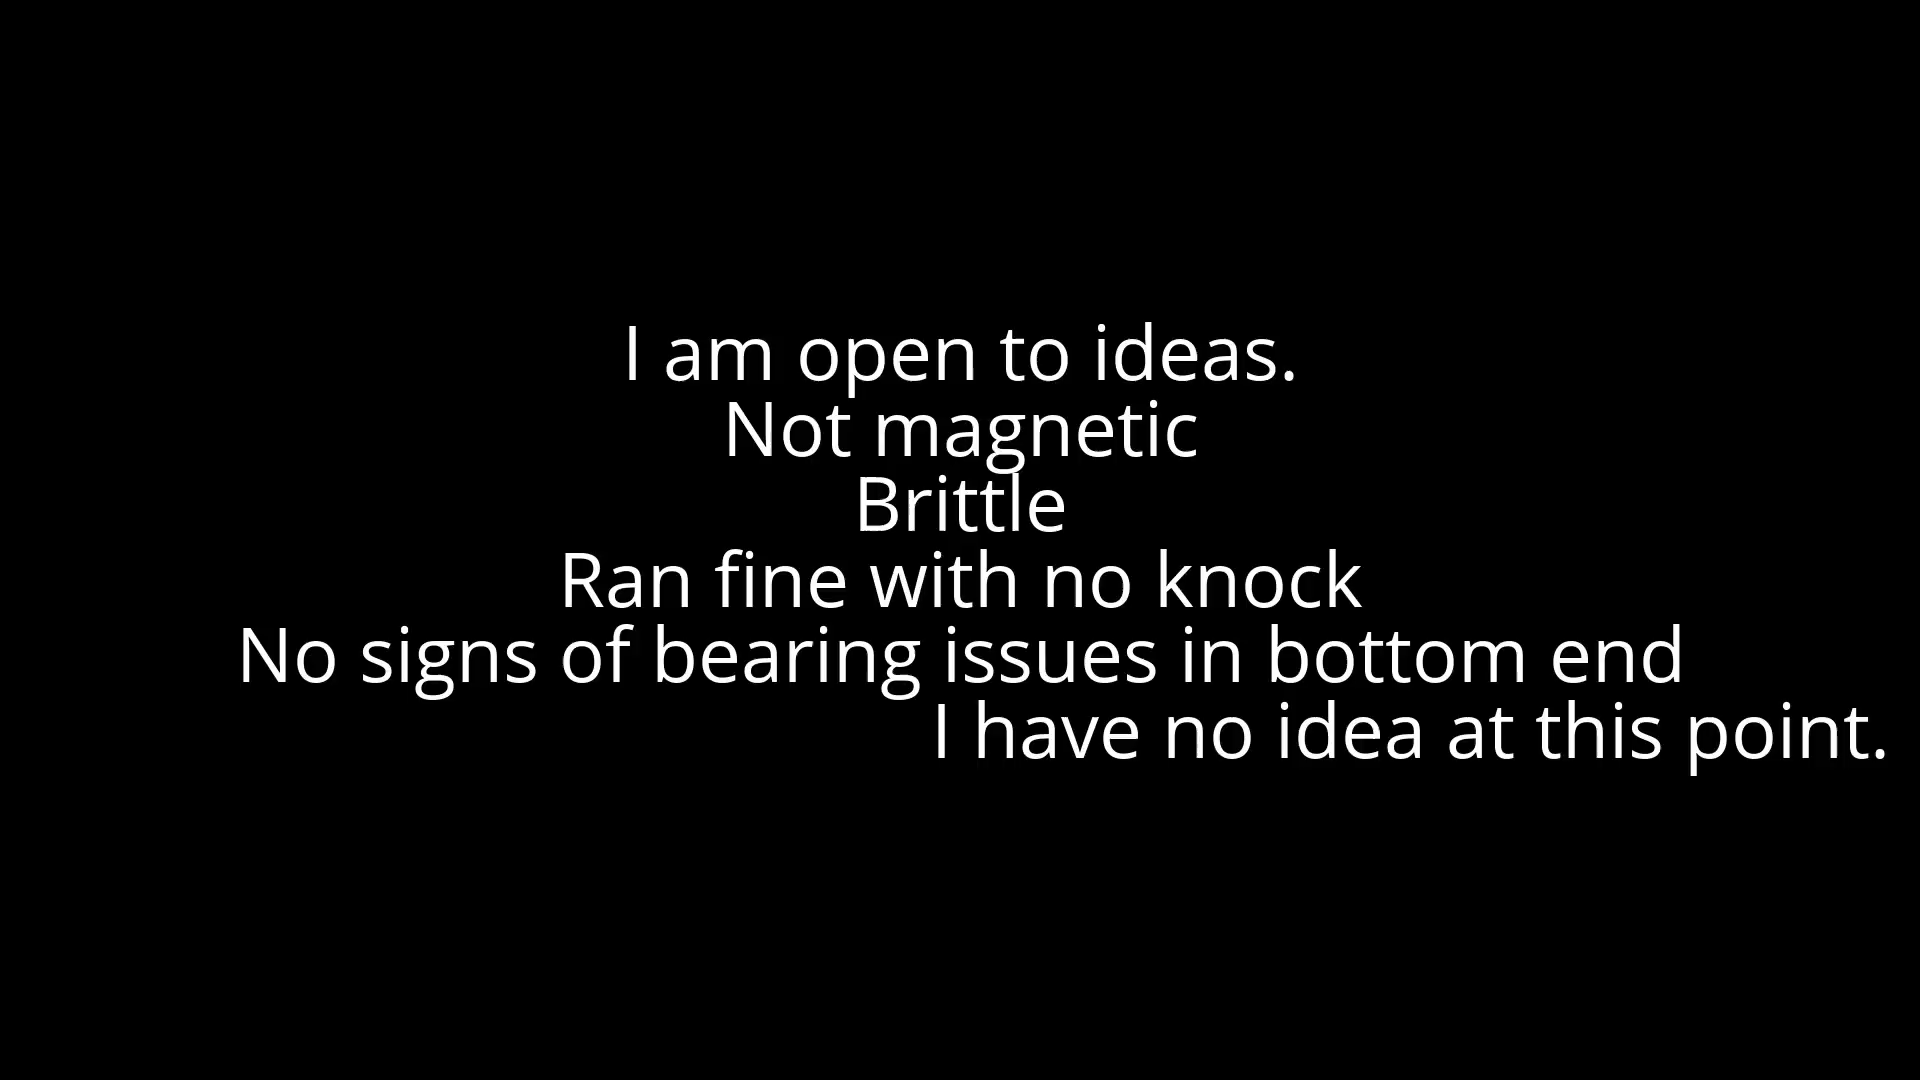 I am open to ideas.
Not magnetic
Brittle
Ran fine with no knock
No signs of bearing issues in bottom end
I have no idea at this point.